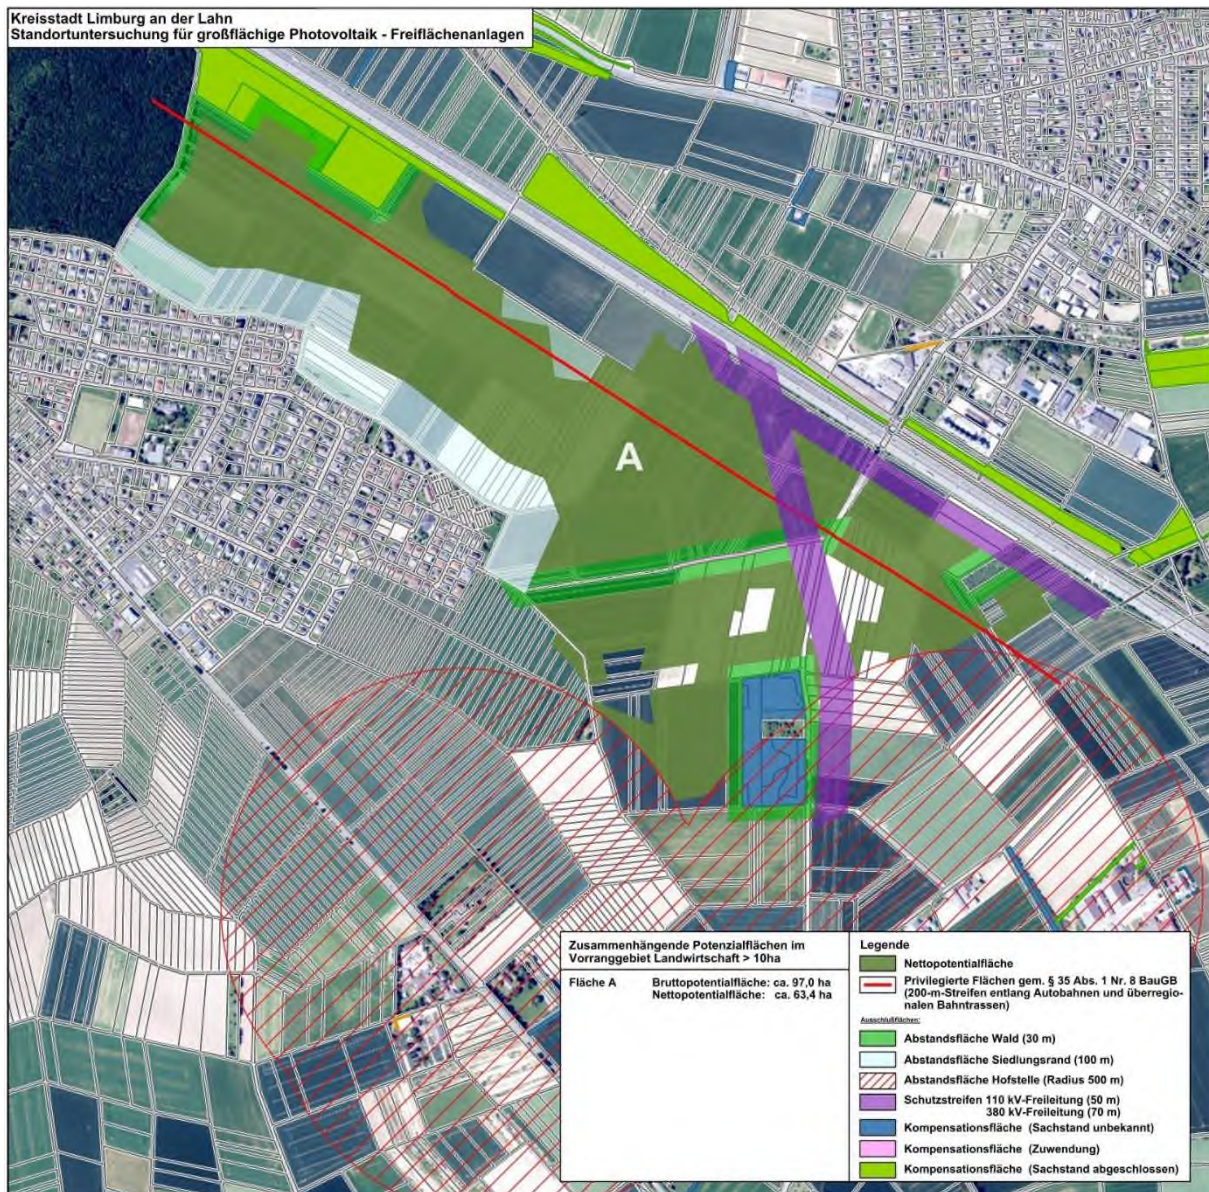 Kreisstadt Limburg an der Lahn
Standortuntersuchung für großflächige Photovoltaik - Freiflächenanlagen
A
Zusammenhängende Potenzialflächen im
Vorranggebiet Landwirtschaft > 10ha
Fläche A Bruttopotentialfläche: ca. 97,0 ha
Nettopotentialfläche: ca. 63,4 ha
Legende
Nettopotentialfläche
Privilegierte Flächen gem. § 35 Abs. 1 Nr. 8 BauGB
(200-m-Streifen entlang Autobahnen und überregio-
nalen Bahntrassen)
Ausschlußflächen:
Abstandsfläche Wald (30 m)
Abstandsfläche Siedlungsrand (100 m)
Abstandsfläche Hofstelle (Radius 500 m)
Schutzstreifen 110 kV-Freileitung (50 m)
380 kV-Freileitung (70 m)
Kompensationsfläche (Sachstand unbekannt)
Kompensationsfläche (Zuwendung)
Kompensationsfläche (Sachstand abgeschlossen)